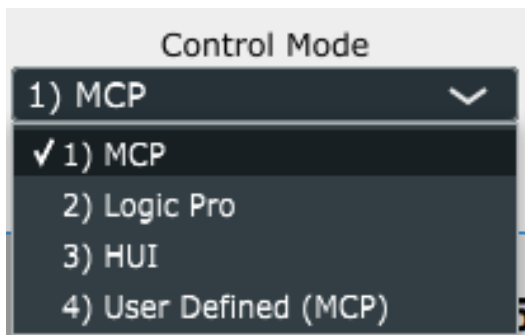 Control Mode
1) MCP
✓ 1) MCP
2) Logic Pro
3) HUI
4) User Defined (MCP)